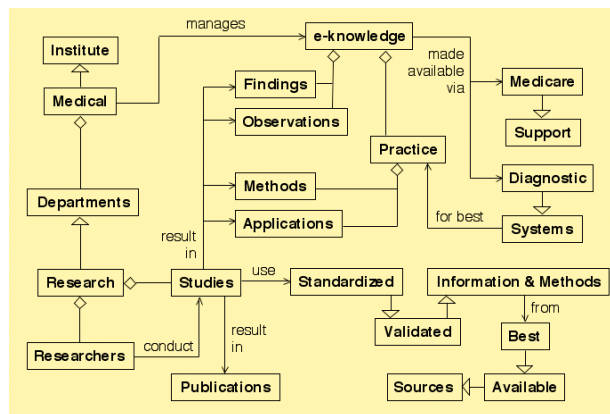 manages
e-knowledge
Institute
made
available
via
Findings
Medicare
Medical
Observations
Support
Practice
Methods
Diagnostic
Departments
Applications
for best
Systems
result
in
use
Research
Studies
Standardized
Information & Methods
from
Validated
Best
conduct
result
in
Researchers
Publications
Sources
Available